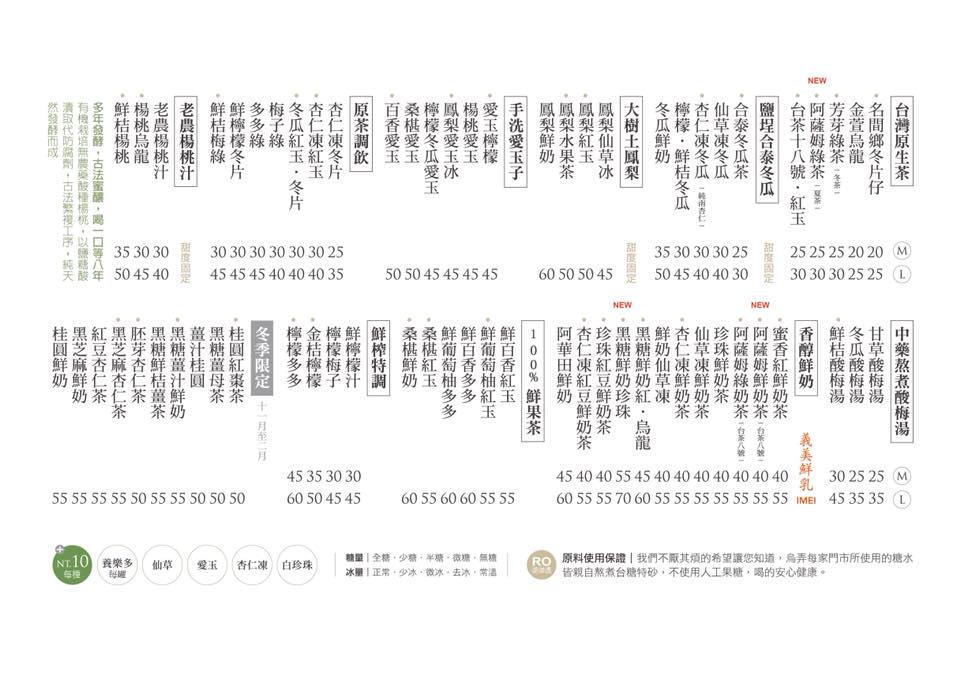 台灣原生茶 M L
名間鄉冬片仔 20 25
金萱烏龍 20 25
芳芽綠茶 –冬茶– 25 30
NEW 阿薩姆綠茶 –夏茶– 25 30
台茶十八號・紅玉 25 30
鹽埕合泰冬瓜 甜度固定
合泰冬瓜茶 25 30
仙草凍冬瓜 30 40
杏仁凍冬瓜 –純南杏仁– 30 40
檸檬・鮮桔冬瓜 30 45
冬瓜鮮奶 35 50
大樹土鳳梨 甜度固定
鳳梨仙草冰 45
鳳梨紅玉 50
鳳梨水果茶 50
鳳梨鮮奶 60
手洗愛玉子
愛玉檸檬 45
楊桃愛玉 45
鳳梨愛玉冰 45
檸檬冬瓜愛玉 45
桑椹愛玉 50
百香愛玉 50
原茶調飲
杏仁凍冬片 25 35
杏仁凍紅玉 30 40
冬瓜紅玉・冬片 30 40
梅子綠 30 40
多多綠 30 45
鮮檸檬冬片 30 45
鮮桔梅綠 30 45
老農楊桃汁 甜度固定
老農楊桃汁 30 40
楊桃烏龍 30 45
鮮桔楊桃 35 50
多年發酵，古法蜜釀，喝一口等八年
有機栽培無農藥酸種楊桃，以鹽糖酸
漬取代防腐劑，古法繁複工序，純天
然發酵而成
中藥熬煮酸梅湯 M L
甘草酸梅湯 25 35
冬瓜酸梅湯 25 35
鮮桔酸梅湯 30 45
香醇鮮奶 義美鮮乳 IMEI
蜜香紅鮮奶茶 40 55
NEW 阿薩姆鮮奶茶 –台茶八號– 40 55
阿薩姆綠奶茶 –台茶八號– 40 55
珍珠鮮奶茶 40 55
仙草凍鮮奶茶 40 55
杏仁凍鮮奶茶 40 55
鮮奶仙草凍 40 55
黑糖鮮奶紅・烏龍 45 60
NEW 黑糖鮮奶珍珠 55 70
珍珠紅豆鮮奶茶 40 55
杏仁凍紅豆鮮奶茶 40 55
阿華田鮮奶 45 60
100%鮮果茶
鮮百香紅玉 55
鮮葡萄柚紅玉 55
鮮百香多多 60
鮮葡萄柚多多 60
桑椹紅玉 55
桑椹鮮奶 60
鮮榨特調
鮮檸檬汁 30 45
檸檬梅子 30 45
金桔檸檬 35 50
檸檬多多 45 60
冬季限定 十一月至二月
桂圓紅棗茶 50
黑糖薑母茶 50
薑汁桂圓 50
黑糖薑汁鮮奶 55
黑糖鮮桔薑茶 55
胚芽杏仁茶 50
黑芝麻杏仁茶 55
紅豆杏仁茶 55
黑芝麻鮮奶 55
桂圓鮮奶 55
+ NT.10 每種
養樂多 每罐
仙草
愛玉
杏仁凍
白珍珠
糖量｜全糖・少糖・半糖・微糖・無糖
冰量｜正常・少冰・微冰・去冰・常溫
RO
原料使用保證｜我們不厭其煩的希望讓您知道，烏弄每家門市所使用的糖水
皆親自熬煮台糖特砂，不使用人工果糖，喝的安心健康。